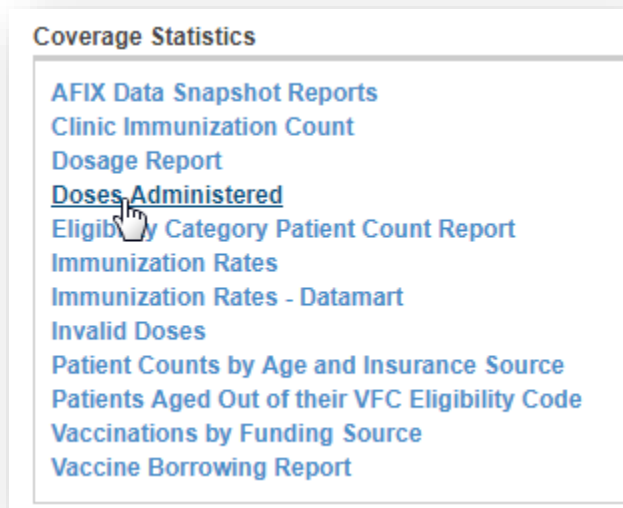 Coverage Statistics
AFIX Data Snapshot Reports
Clinic Immunization Count
Dosage Report
Doses Administered
Eligibility Category Patient Count Report
Immunization Rates
Immunization Rates - Datamart
Invalid Doses
Patient Counts by Age and Insurance Source
Patients Aged Out of their VFC Eligibility Code
Vaccinations by Funding Source
Vaccine Borrowing Report